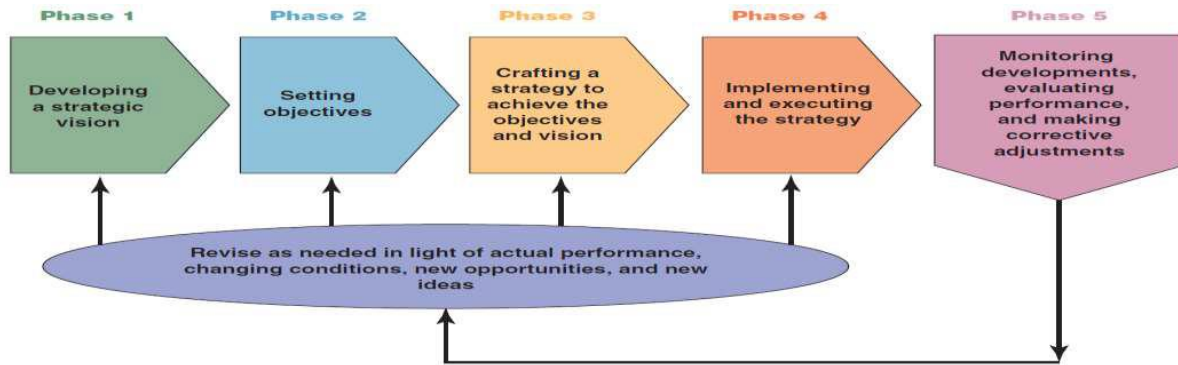 Phase 1
Phase 2
Phase 3
Phase 4
Phase 5
Developing
a strategic
vision
Setting
objectives
Crafting a
strategy to
achieve the
objectives
and vision
Implementing
and executing
the strategy
Monitoring
developments,
evaluating
performance,
and making
corrective
adjustments
Revise as needed in light of actual performance,
changing conditions, new opportunities, and new
ideas